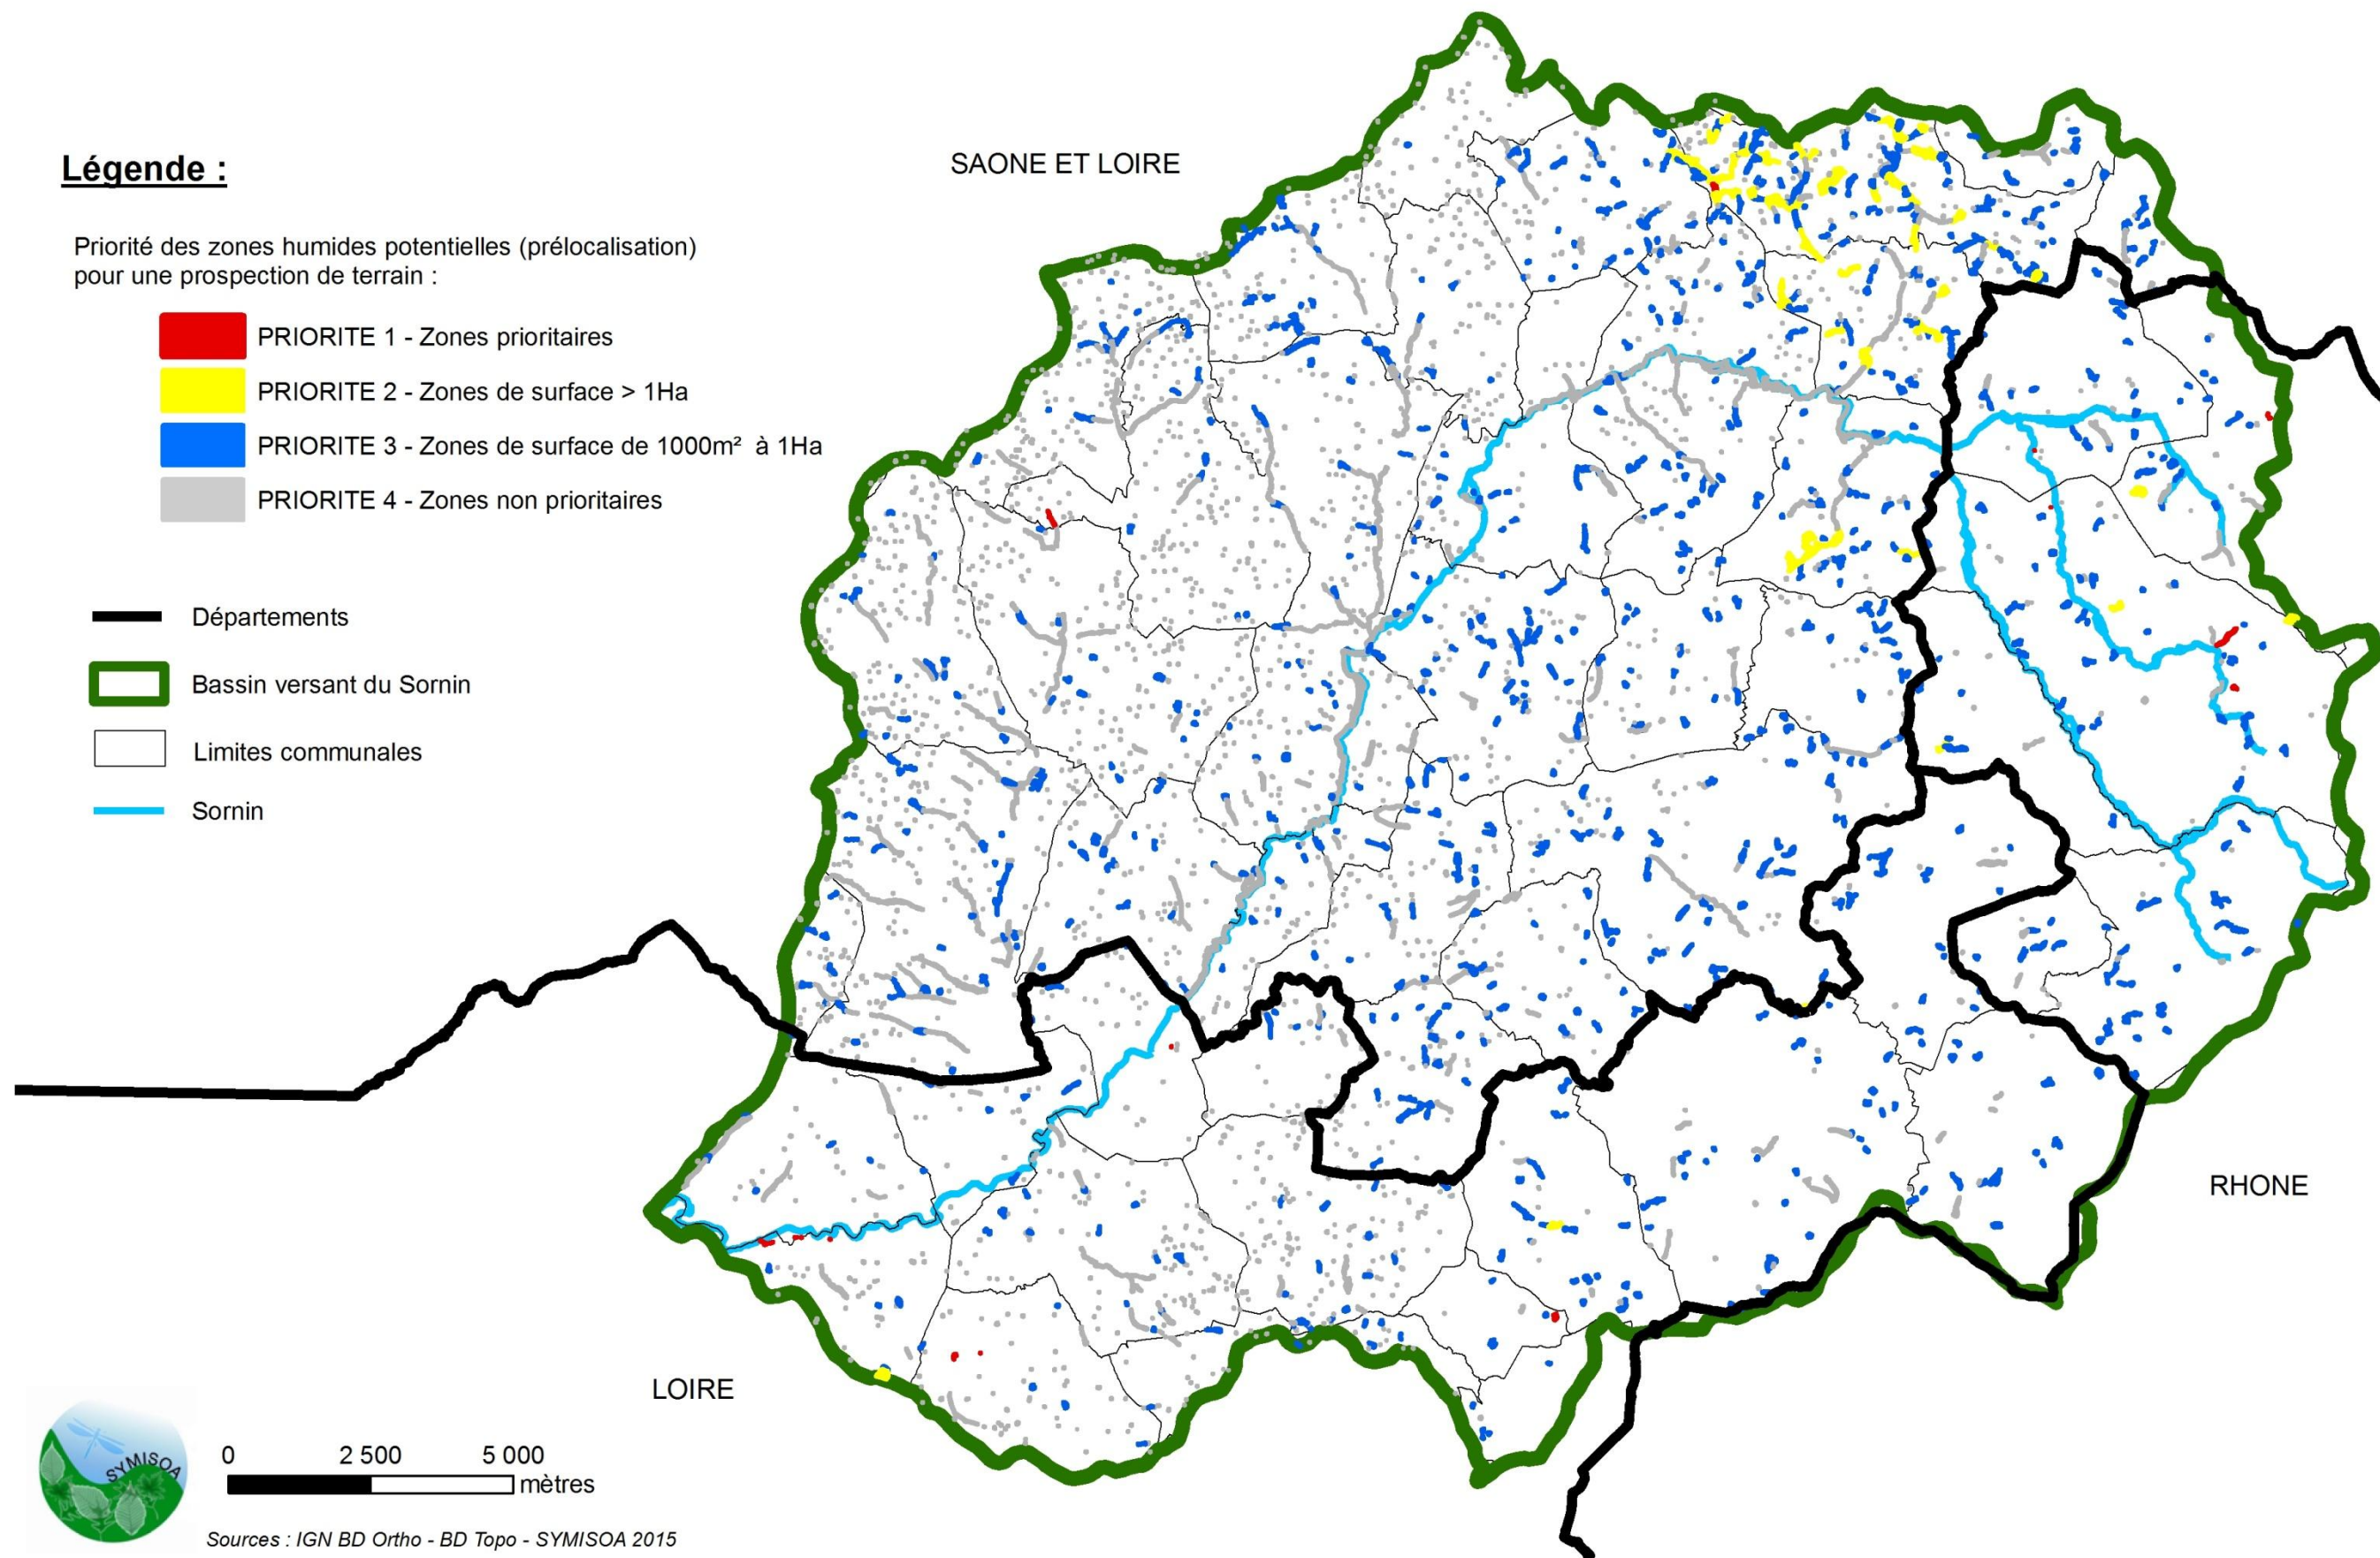 SAONE ET LOIRE
Légende :
Priorité des zones humides potentielles (prélocalisation)
pour une prospection de terrain :
PRIORITE 1 - Zones prioritaires
PRIORITE 2 - Zones de surface > 1Ha
PRIORITE 3 - Zones de surface de 1000m² à 1Ha
PRIORITE 4 - Zones non prioritaires
Départements
Bassin versant du Sornin
Limites communales
Sornin
RHONE
LOIRE
SYMISOA
0 2 500 5 000
mètres
Sources : IGN BD Ortho - BD Topo - SYMISOA 2015